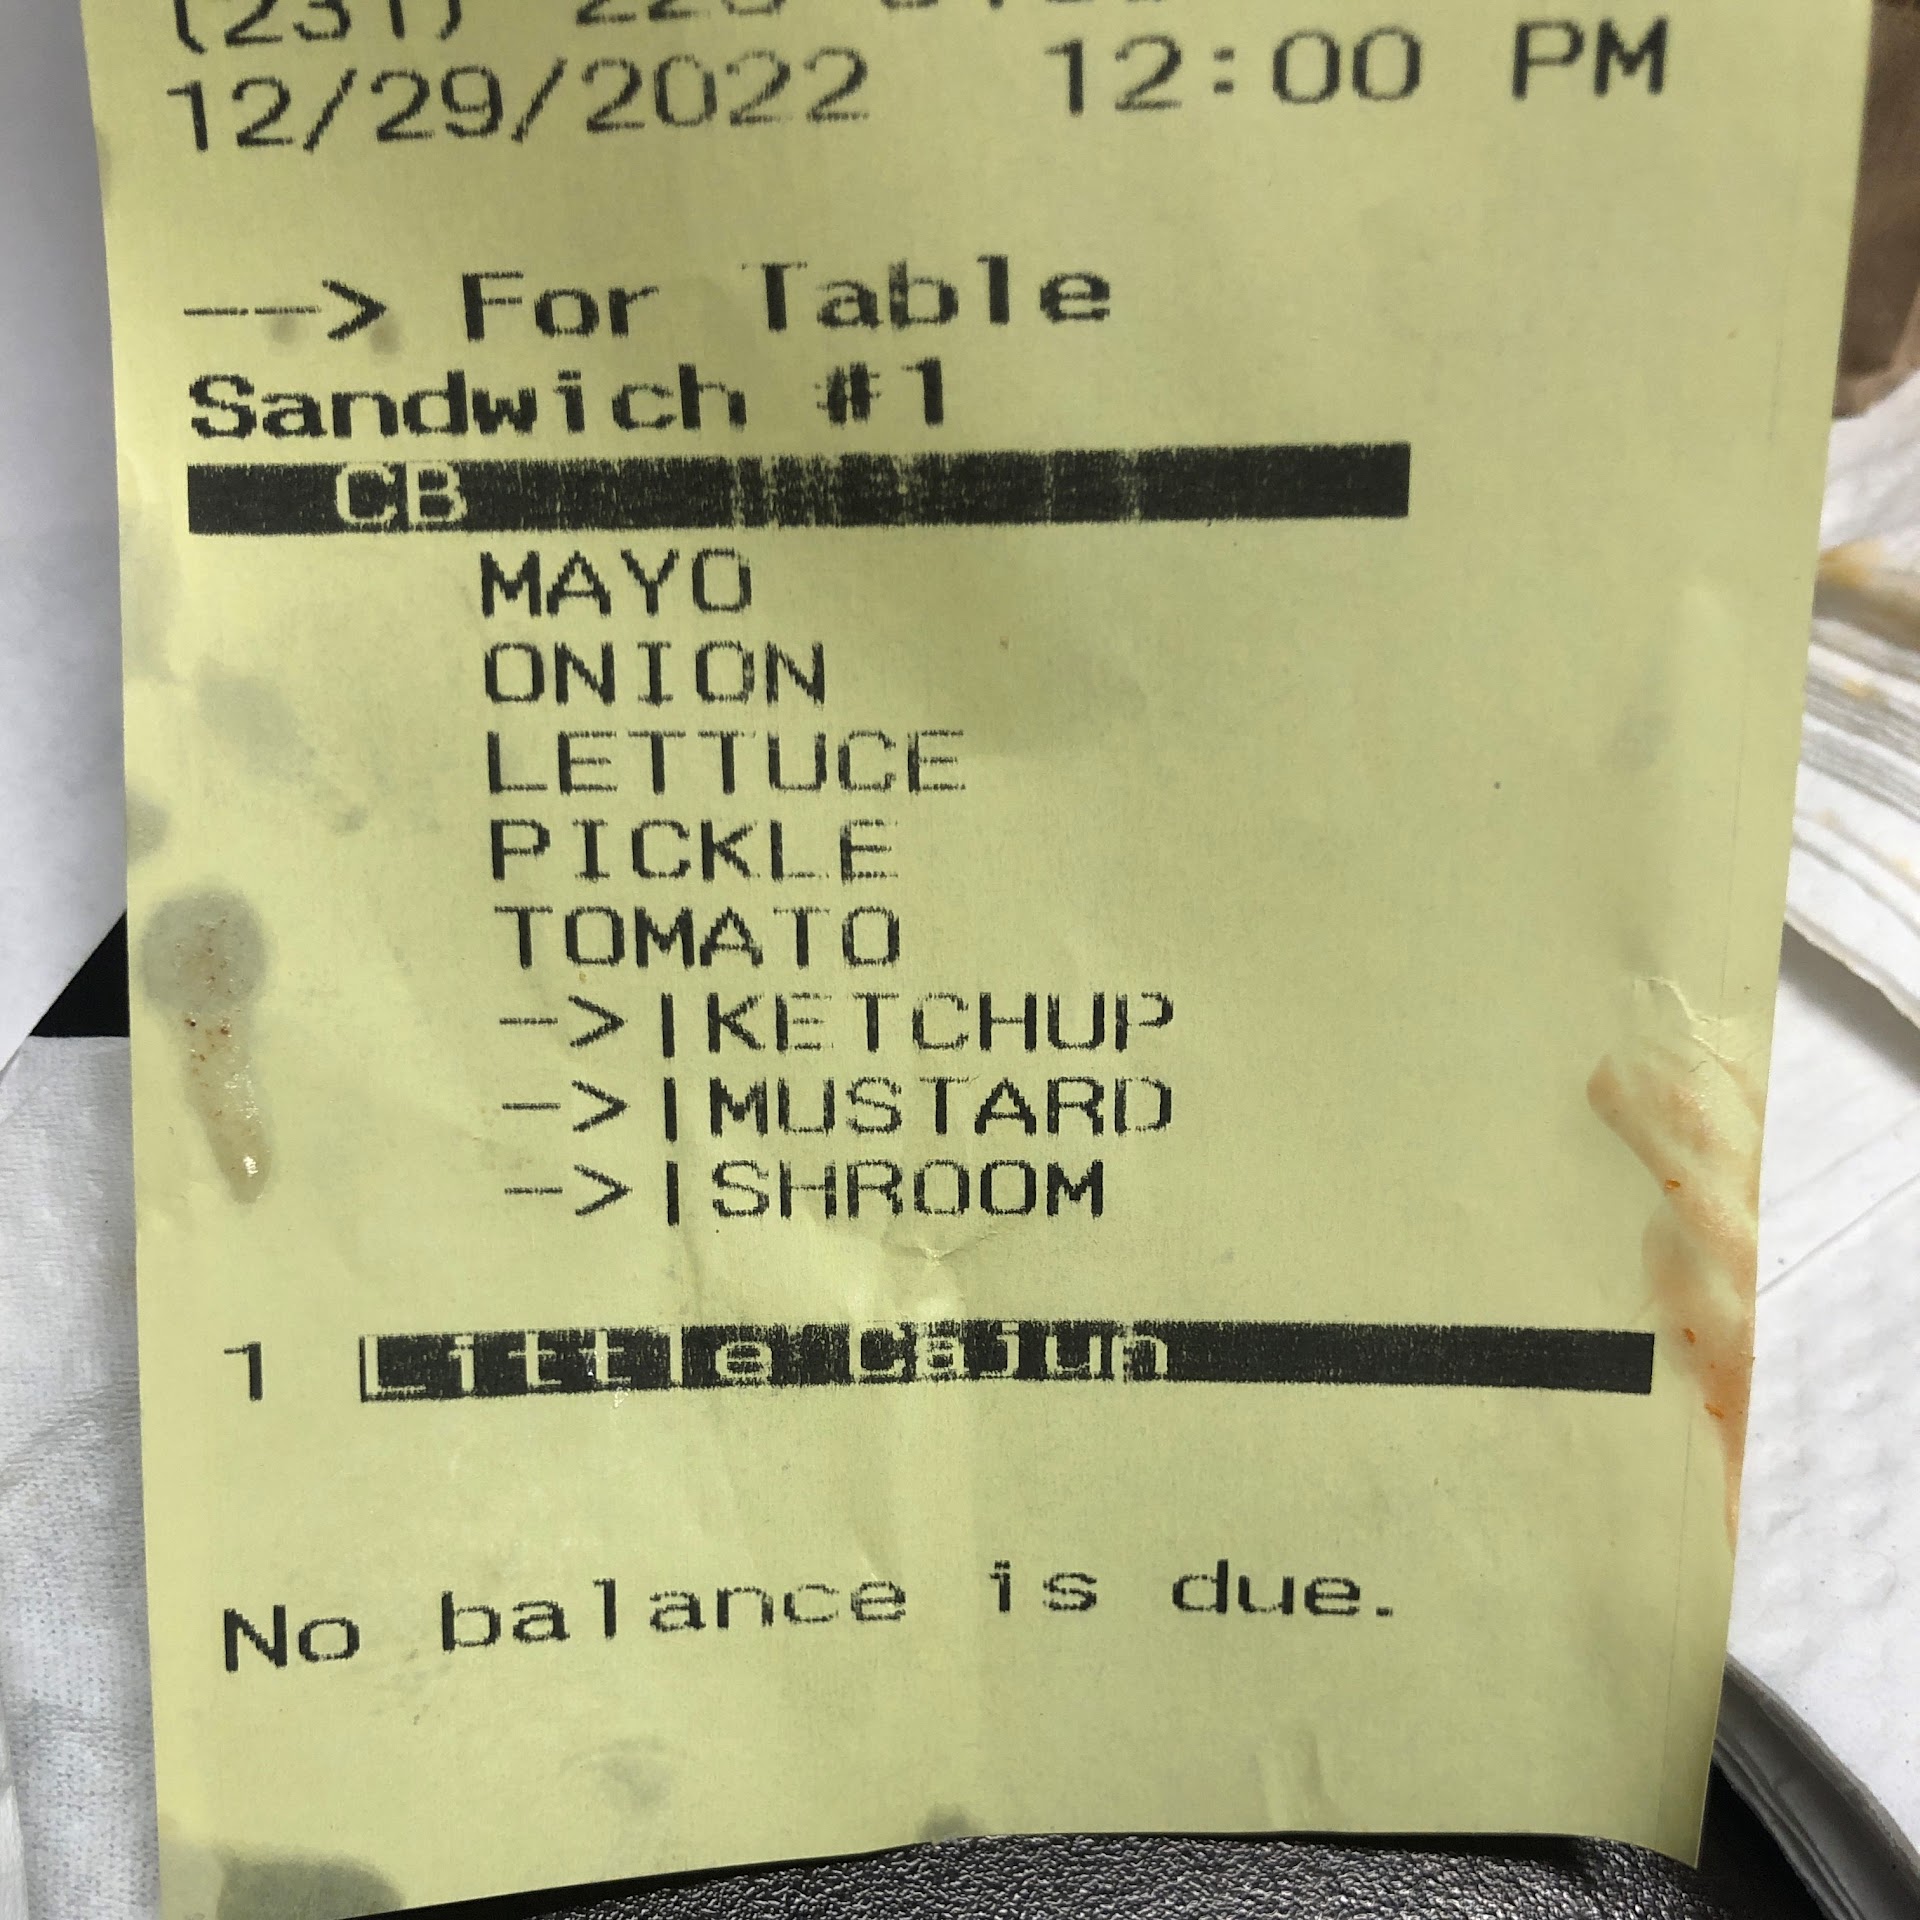 (231)
12/29/2022 12:00 PM
--> For Table
Sandwich #1
CB
MAYO
ONION
LETTUCE
PICKLE
TOMATO
->|KETCHUP
->|MUSTARD
->|SHROOM
1 Little Cajun
No balance is due.